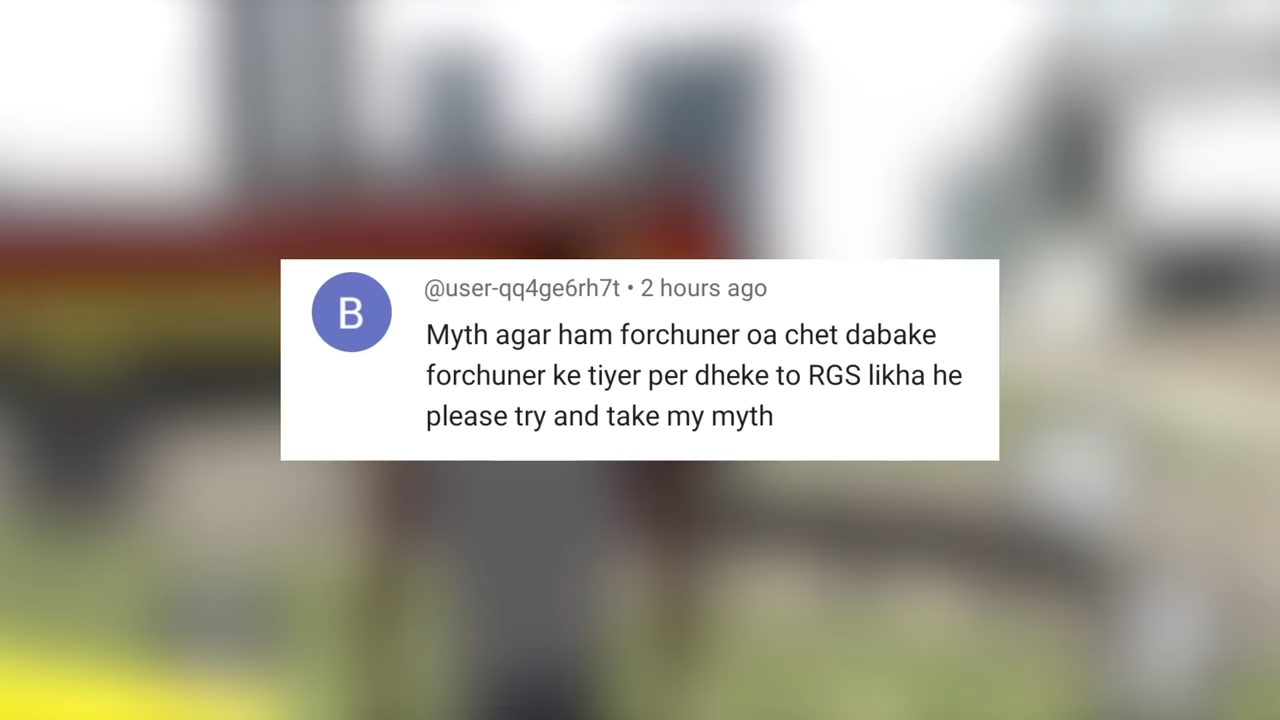 B
@user-qq4ge6rh7t • 2 hours ago
Myth agar ham forchuner oa chet dabake
forchuner ke tiyer per dheke to RGS likha he
please try and take my myth